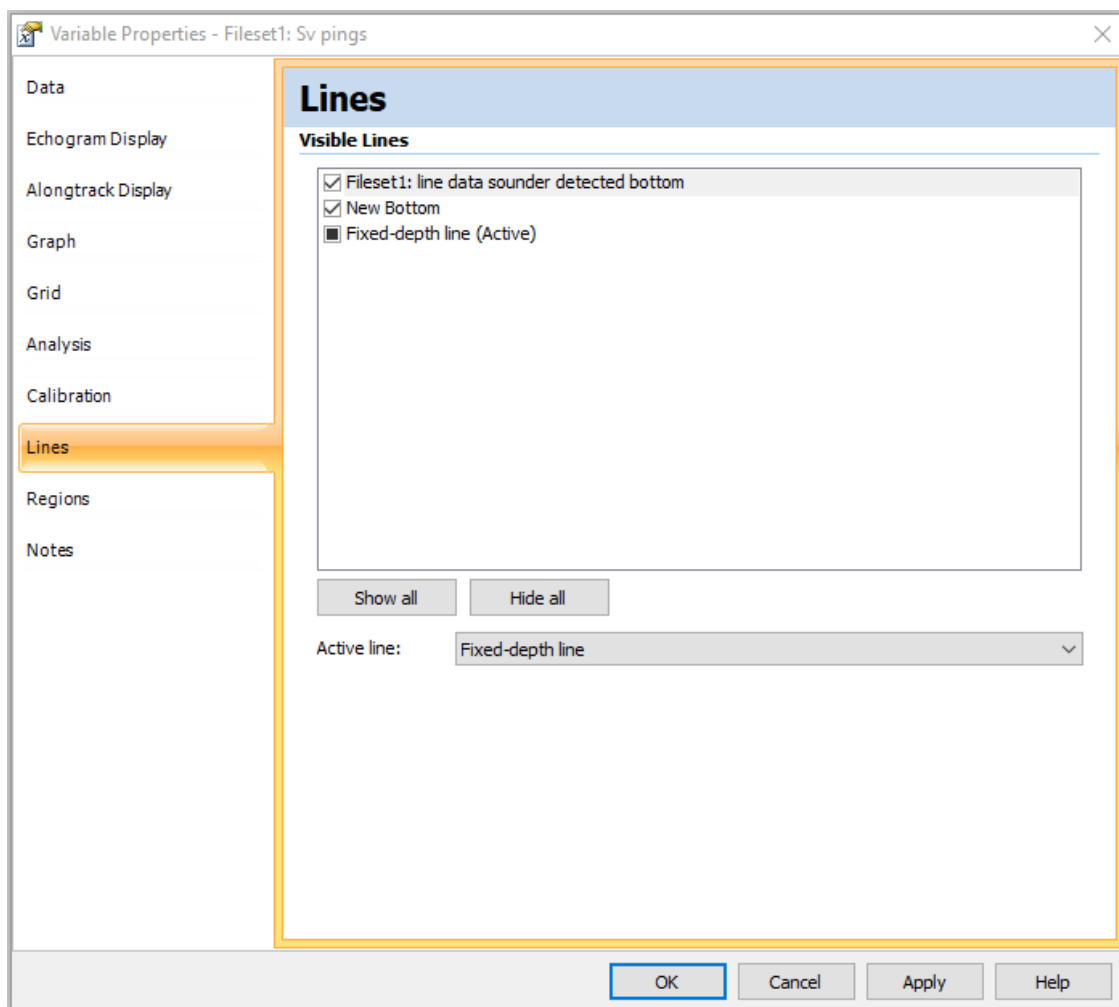 Variable Properties - Fileset1: Sv pings
Data
Echogram Display
Alongtrack Display
Graph
Grid
Analysis
Calibration
Lines
Regions
Notes
Lines
Visible Lines
Fileset1: line data sounder detected bottom
New Bottom
Fixed-depth line (Active)
Show all
Hide all
Active line:
Fixed-depth line
OK
Cancel
Apply
Help